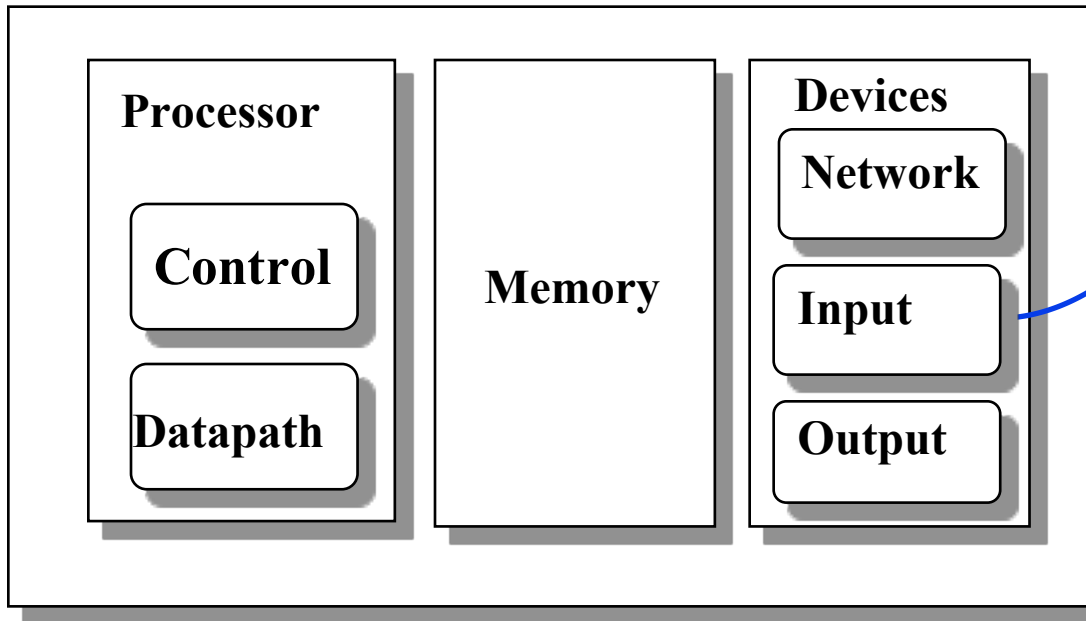 Processor
Control
Datapath
Memory
Devices
Network
Input
Output